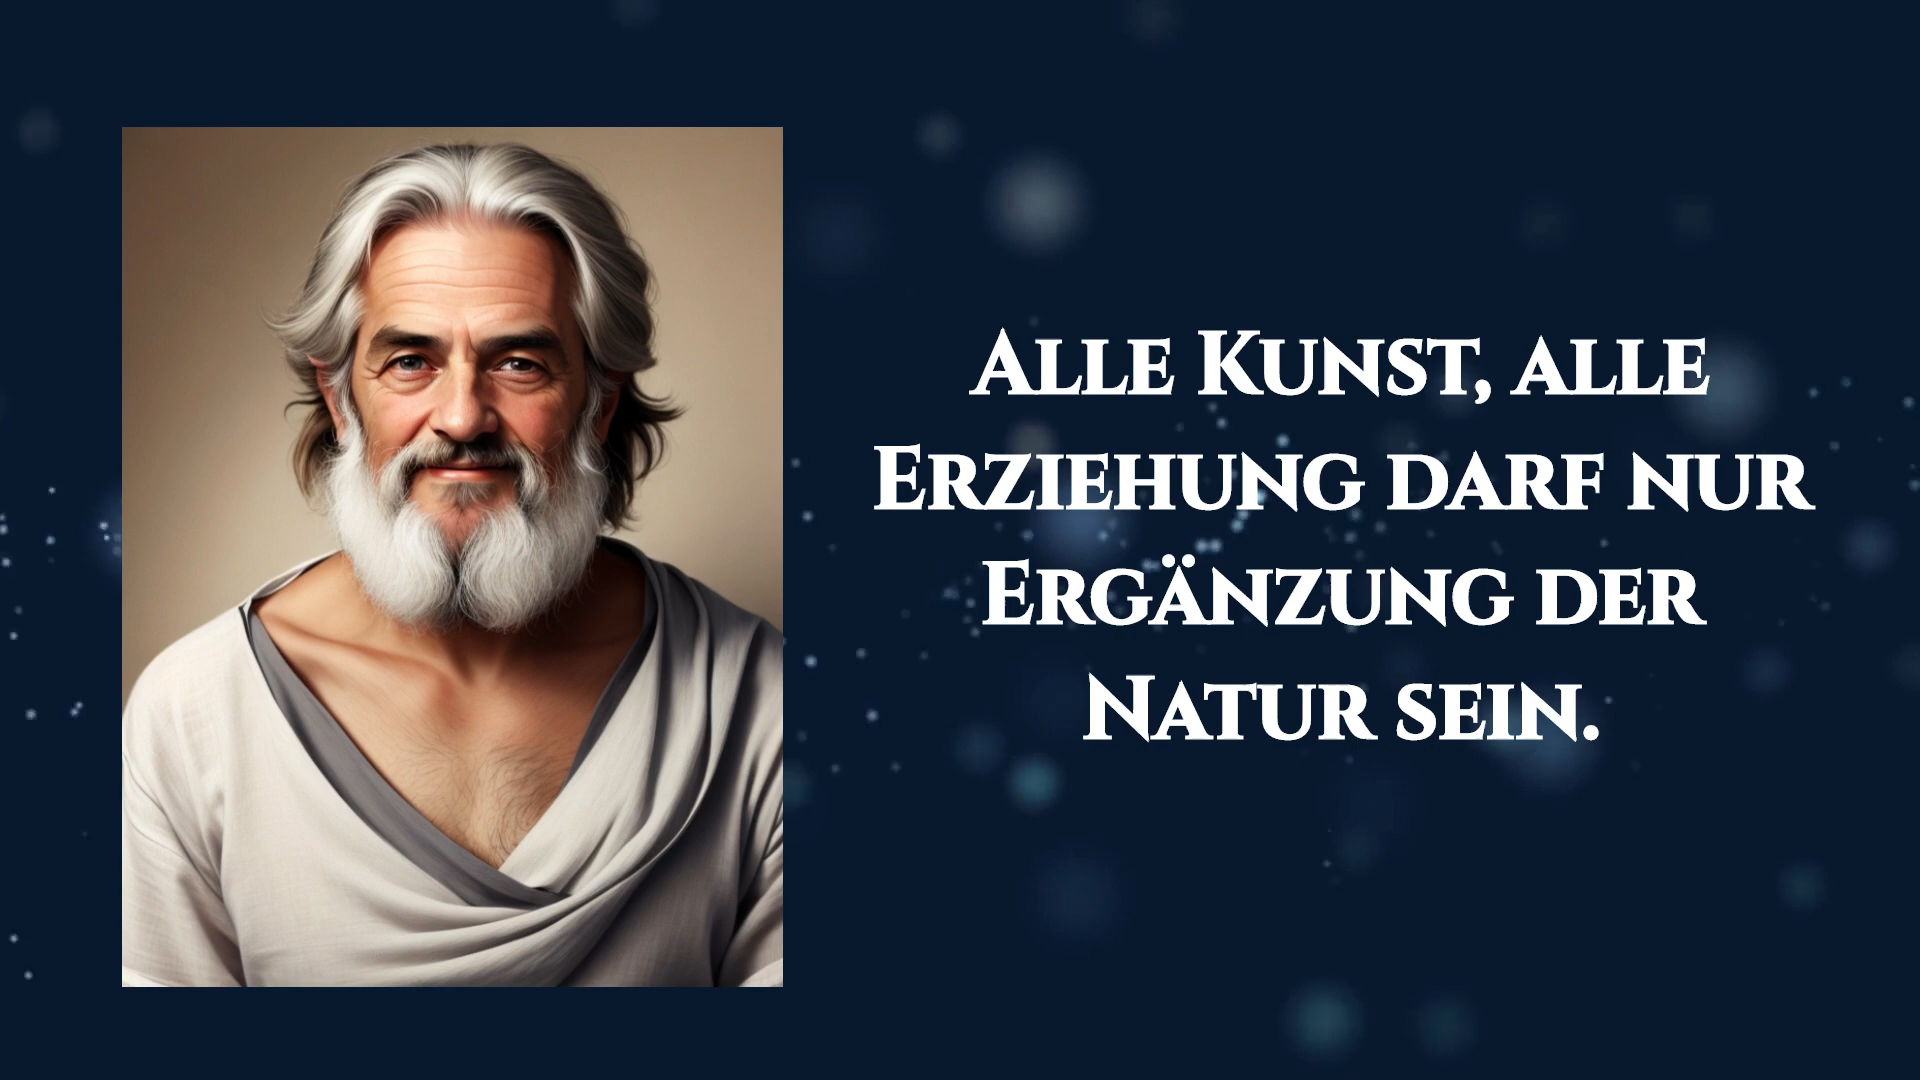 Alle Kunst, alle
Erziehung darf nur
Ergänzung der
Natur sein.